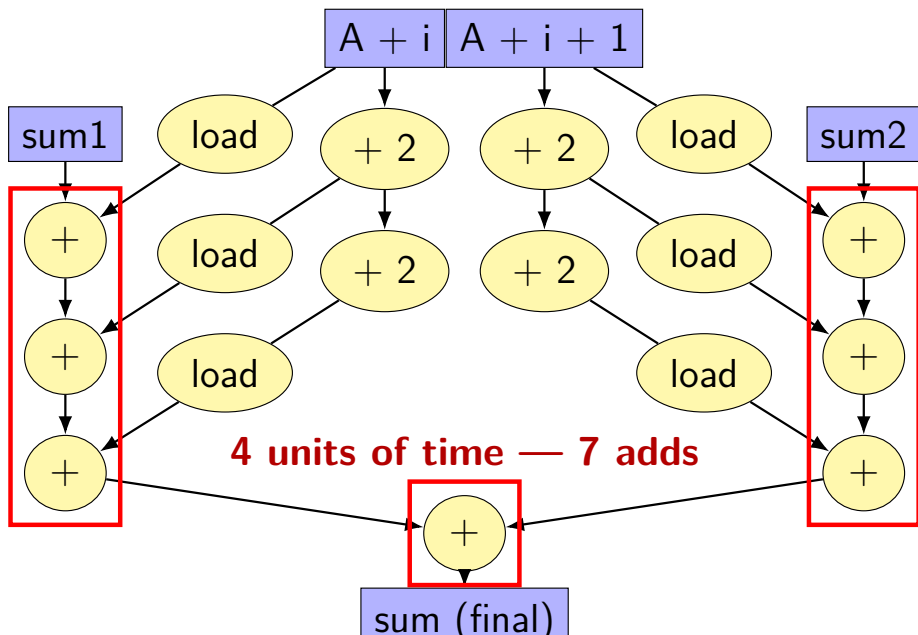 A + i A + i + 1
sum1 load + 2 + 2 load sum2
+ load + 2 + 2 load +
+ load load +
+ 4 units of time — 7 adds +
+
sum (final)